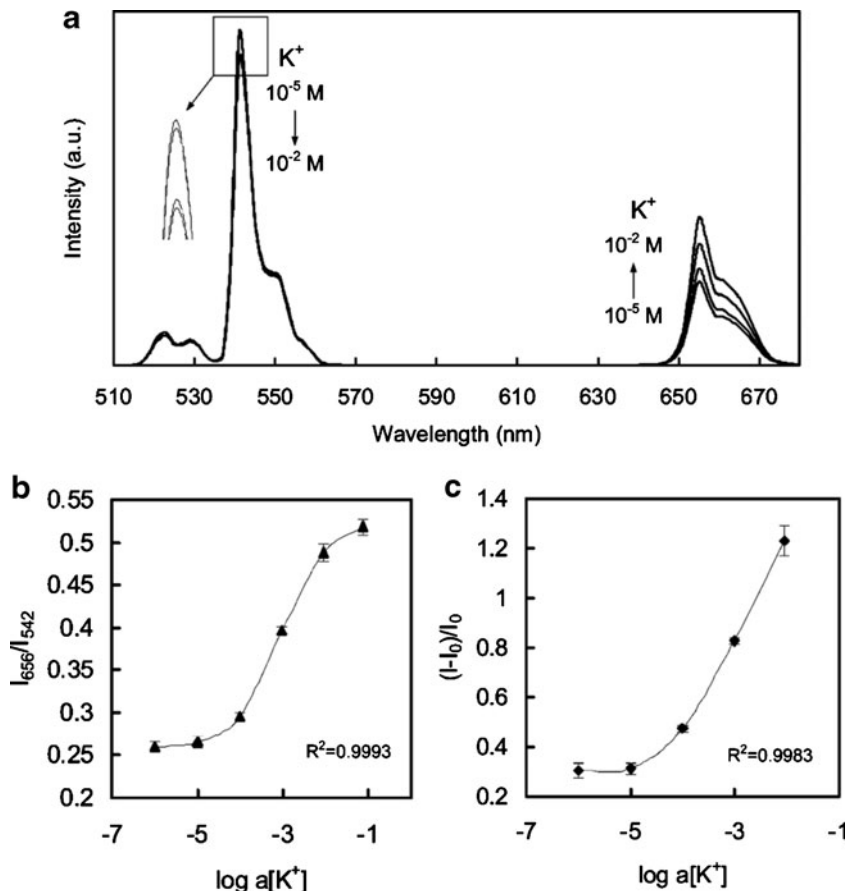 a
Intensity (a.u.)
K⁺
10⁻⁵ M
10⁻² M
K⁺
10⁻² M
10⁻⁵ M
510 530 550 570 590 610 630 650 670
Wavelength (nm)
b
I₆₅₆/I₅₄₂
0.55
0.5
0.45
0.4
0.35
0.3
0.25
0.2
R²=0.9993
-7 -5 -3 -1
log a[K⁺]
c
(I-I₀)/I₀
1.4
1.2
1
0.8
0.6
0.4
0.2
R²=0.9983
-7 -5 -3 -1
log a[K⁺]